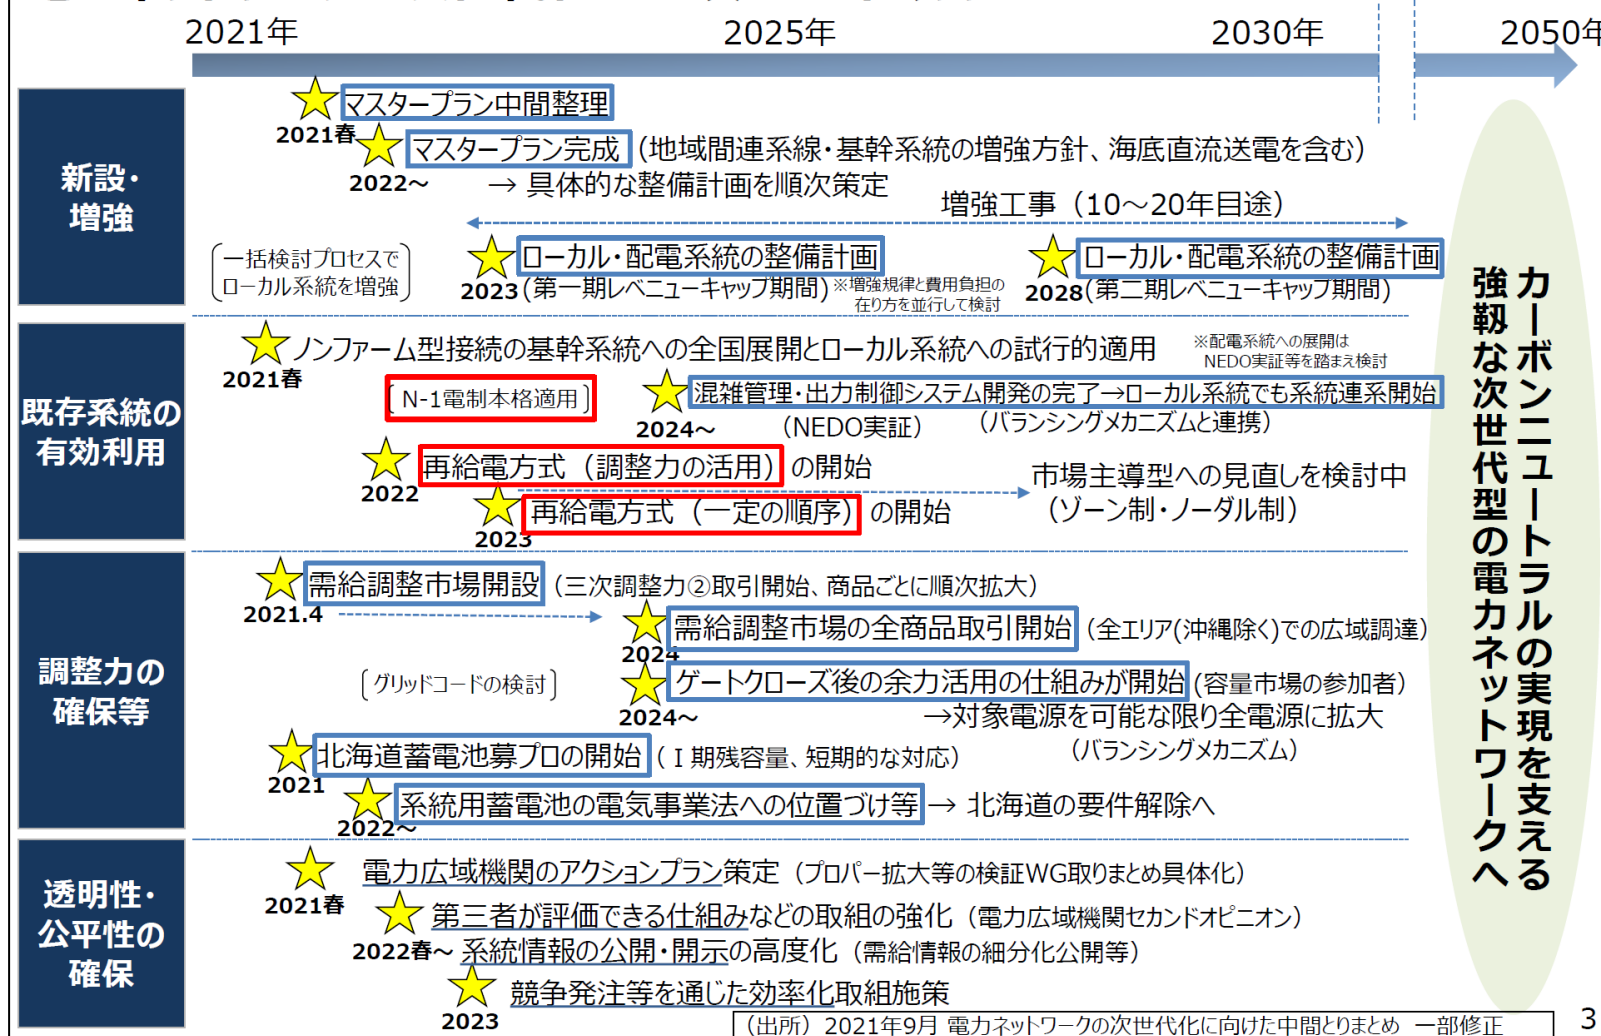 2021年
2025年
2030年
2050年
新設・
増強
マスタープラン中間整理
2021春
マスタープラン完成（地域間連系線・基幹系統の増強方針、海底直流送電を含む）
2022～
→ 具体的な整備計画を順次策定
増強工事（10～20年目途）
〔一括検討プロセスで
ローカル系統を増強〕
ローカル・配電系統の整備計画
2023（第一期レベニューキャップ期間）
※増強規律と費用負担の
在り方を並行して検討
ローカル・配電系統の整備計画
2028（第二期レベニューキャップ期間）
既存系統の
有効利用
ノンファーム型接続の基幹系統への全国展開とローカル系統への試行的適用
※配電系統への展開は
NEDO実証等を踏まえ検討
2021春
〔N-1電制本格適用〕
混雑管理・出力制御システム開発の完了→ローカル系統でも系統連系開始
2024～
（NEDO実証）
（バランシングメカニズムと連携）
再給電方式（調整力の活用）の開始
2022
再給電方式（一定の順序）の開始
2023
市場主導型への見直しを検討中
（ゾーン制・ノーダル制）
調整力の
確保等
需給調整市場開設（三次調整力②取引開始、商品ごとに順次拡大）
2021.4
需給調整市場の全商品取引開始（全エリア(沖縄除く)での広域調達）
2024
〔グリッドコードの検討〕
ゲートクローズ後の余力活用の仕組みが開始（容量市場の参加者）
2024～
→対象電源を可能な限り全電源に拡大
（バランシングメカニズム）
北海道蓄電池募プロの開始（Ⅰ期残容量、短期的な対応）
2021
系統用蓄電池の電気事業法への位置づけ等→ 北海道の要件解除へ
2022～
透明性・
公平性の
確保
電力広域機関のアクションプラン策定（プロパー拡大等の検証WG取りまとめ具体化）
2021春
第三者が評価できる仕組みなどの取組の強化（電力広域機関セカンドオピニオン）
2022春～
系統情報の公開・開示の高度化（需給情報の細分化公開等）
競争発注等を通じた効率化取組施策
2023
カーボンニュートラルの実現を支える
強靱な次世代型の電力ネットワークへ
（出所）2021年9月 電力ネットワークの次世代化に向けた中間とりまとめ 一部修正
3